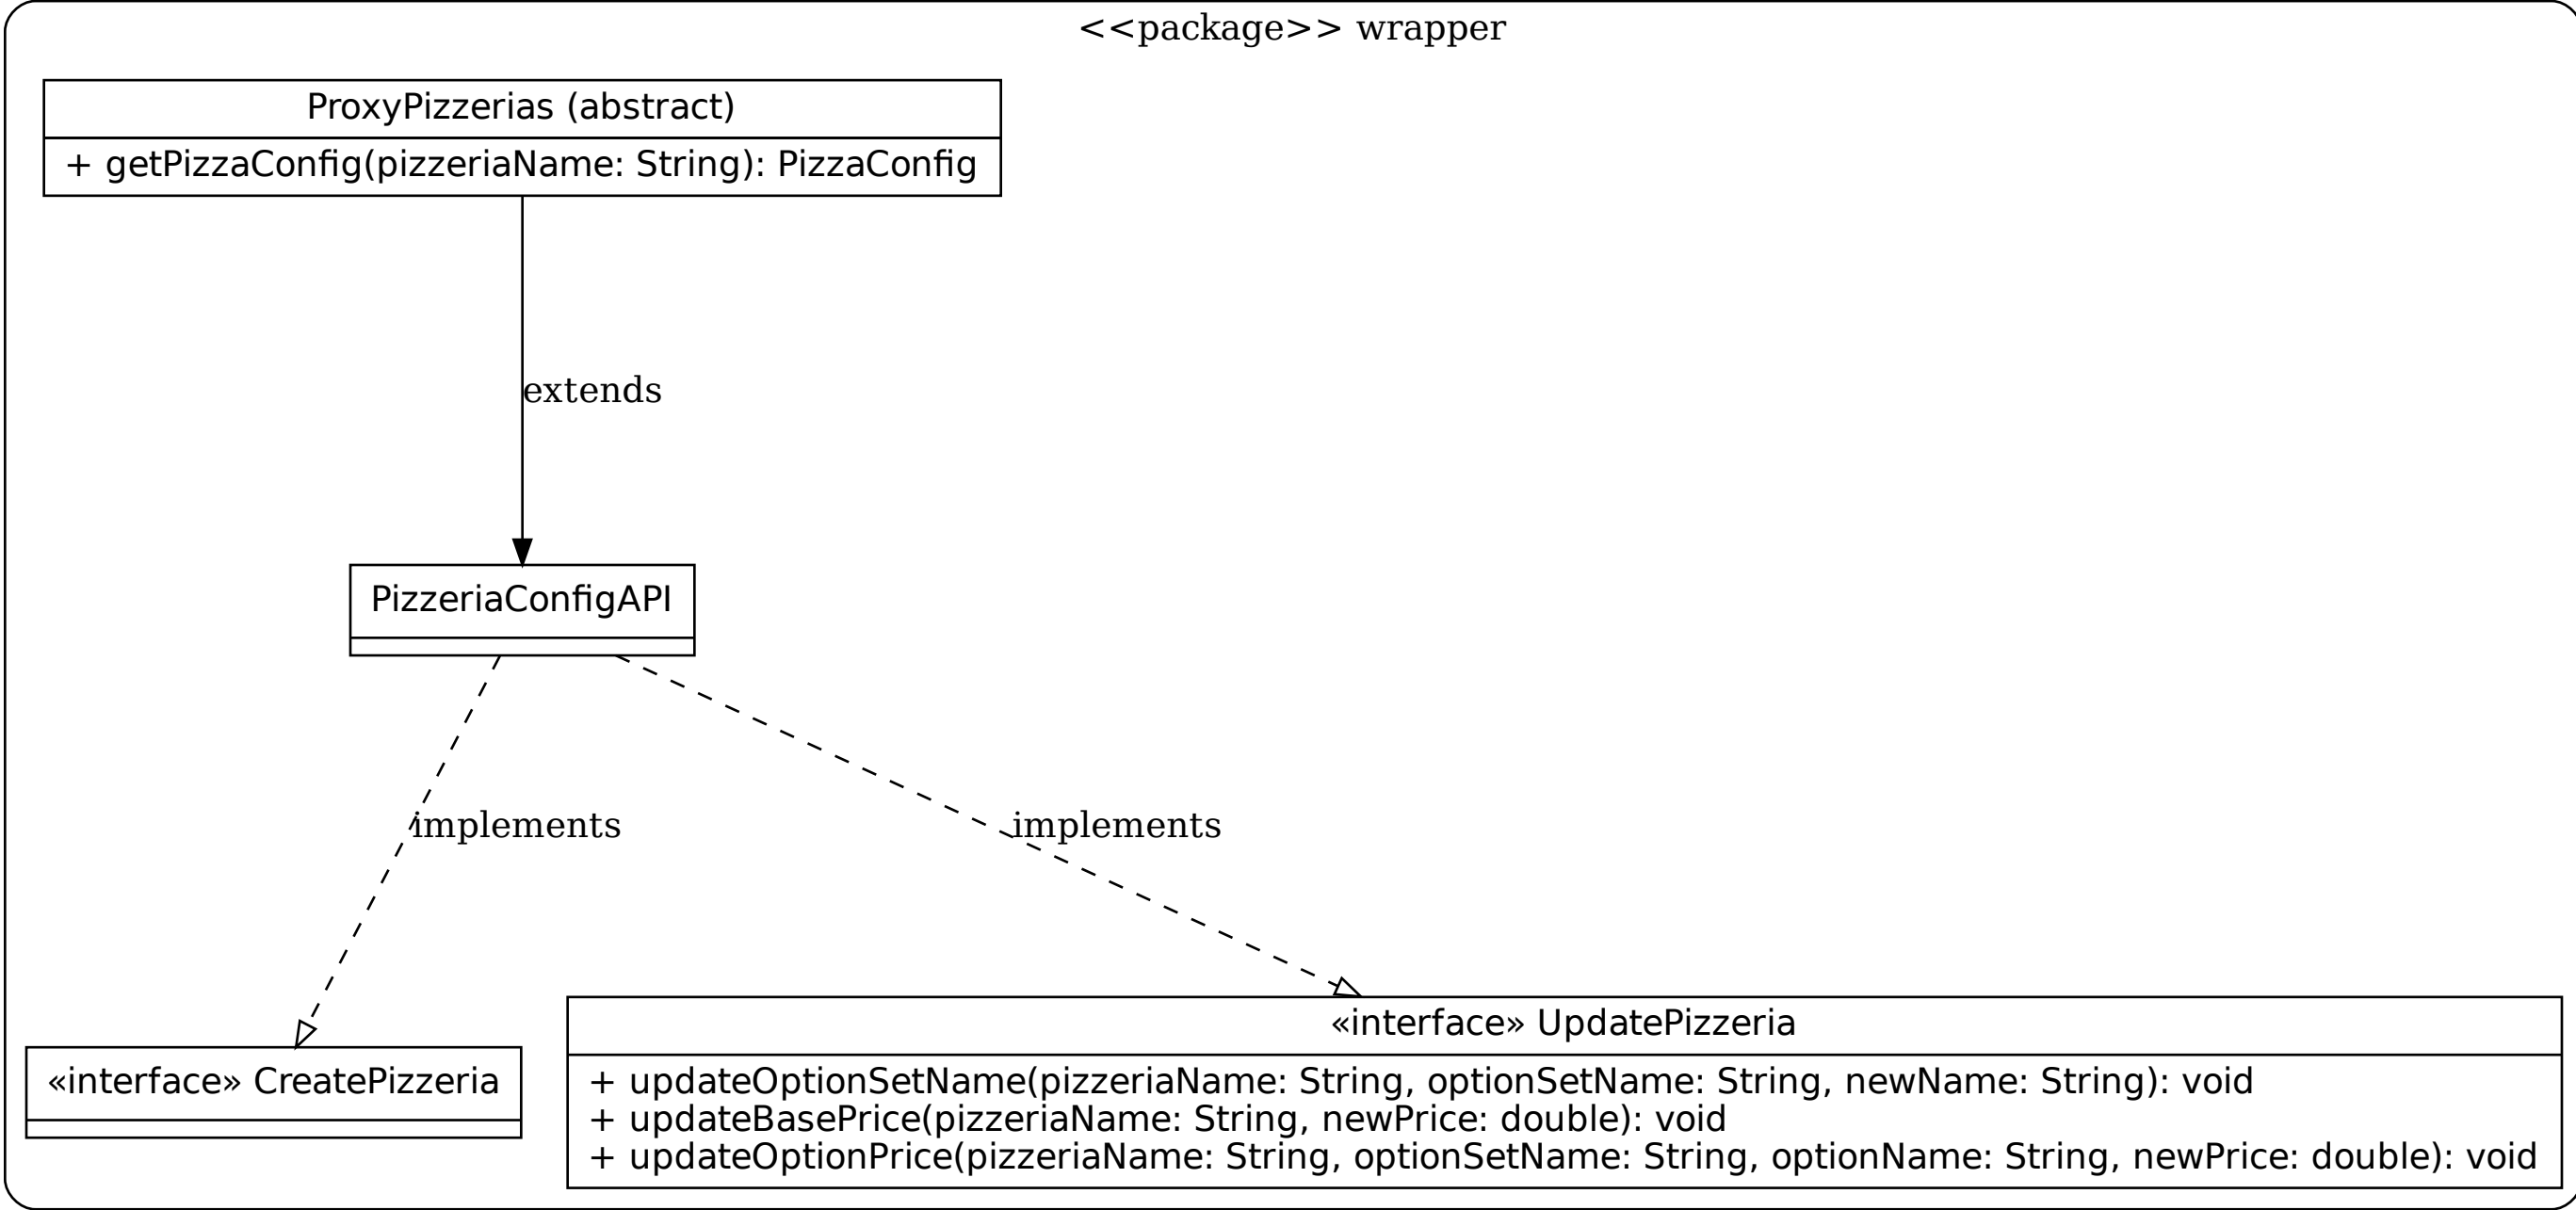 <<package>> wrapper
ProxyPizzerias (abstract)
+ getPizzaConfig(pizzeriaName: String): PizzaConfig
extends
PizzeriaConfigAPI
implements
implements
«interface» CreatePizzeria
«interface» UpdatePizzeria
+ updateOptionSetName(pizzeriaName: String, optionSetName: String, newName: String): void
+ updateBasePrice(pizzeriaName: String, newPrice: double): void
+ updateOptionPrice(pizzeriaName: String, optionSetName: String, optionName: String, newPrice: double): void